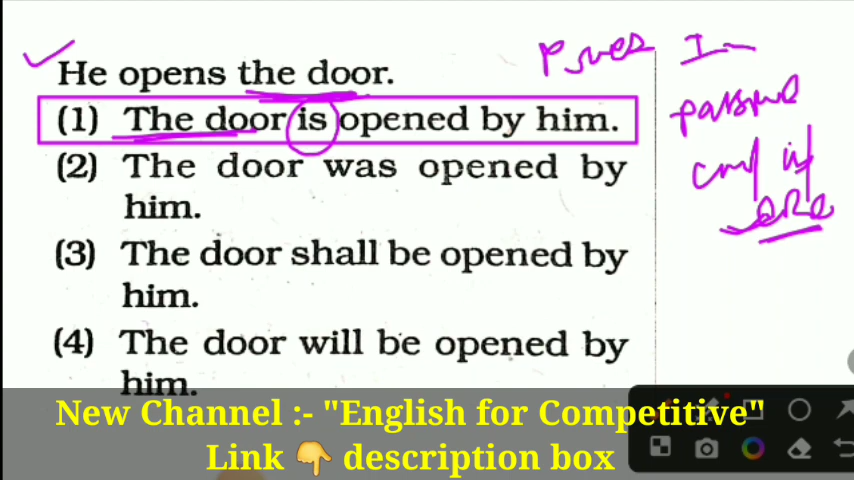 He opens the door.
(1) The door is opened by him.
(2) The door was opened by
him.
(3) The door shall be opened by
him.
(4) The door will be opened by
him.
New Channel :- "English for Competitive"
Link 👇 description box